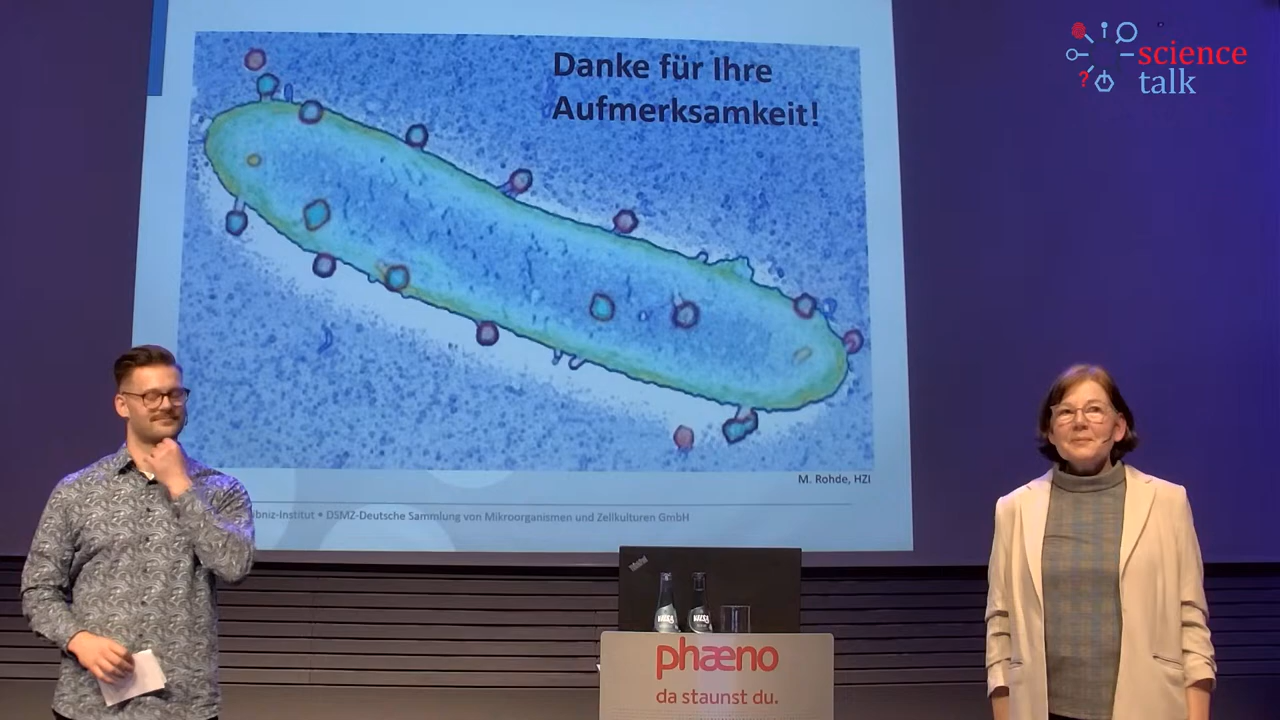 science
talk
Danke für Ihre
Aufmerksamkeit!
M. Rohde, HZI
DSMZ-Deutsche Sammlung von Mikroorganismen und Zellkulturen GmbH
phæno
da staunst du.